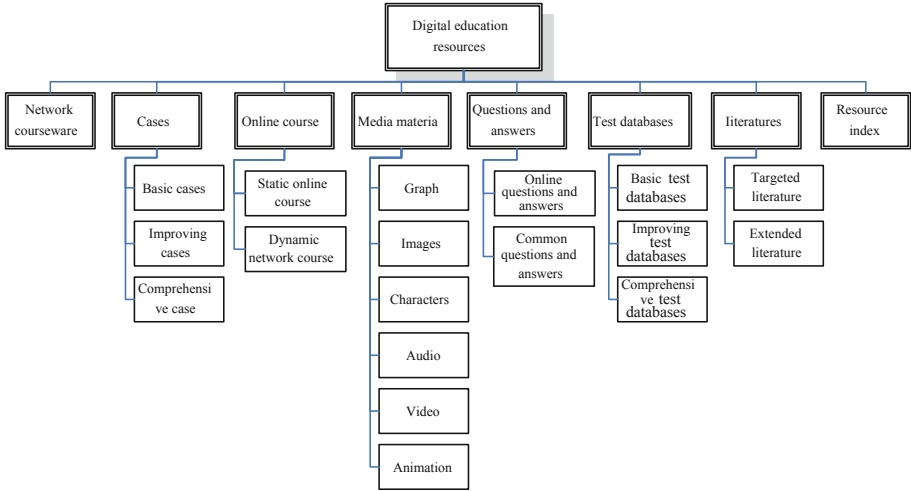 Digital education
resources
Network
courseware
Cases
Online course
Media materia
Questions and
answers
Test databases
Iiteratures
Resource
index
Basic cases
Improving
cases
Comprehensi
ve case
Static online
course
Dynamic
network course
Graph
Images
Characters
Audio
Video
Animation
Online
questions and
answers
Common
questions and
answers
Basic test
databases
Improving
test
databases
Comprehensi
ve test
databases
Targeted
literature
Extended
literature